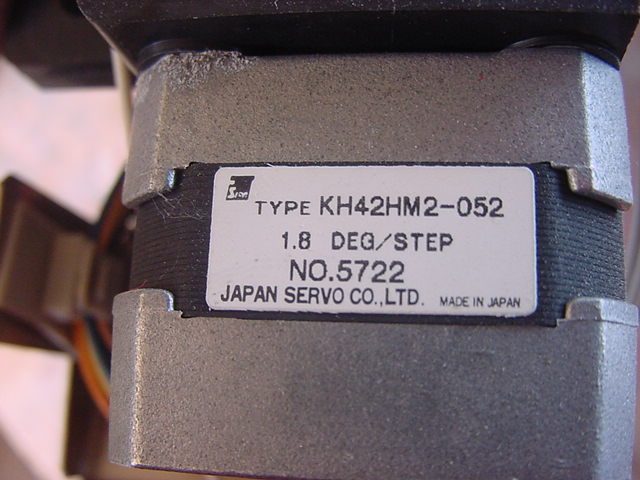 TYPE KH42HM2-052
1.8 DEG/STEP
NO.5722
JAPAN SERVO CO.,LTD. MADE IN JAPAN